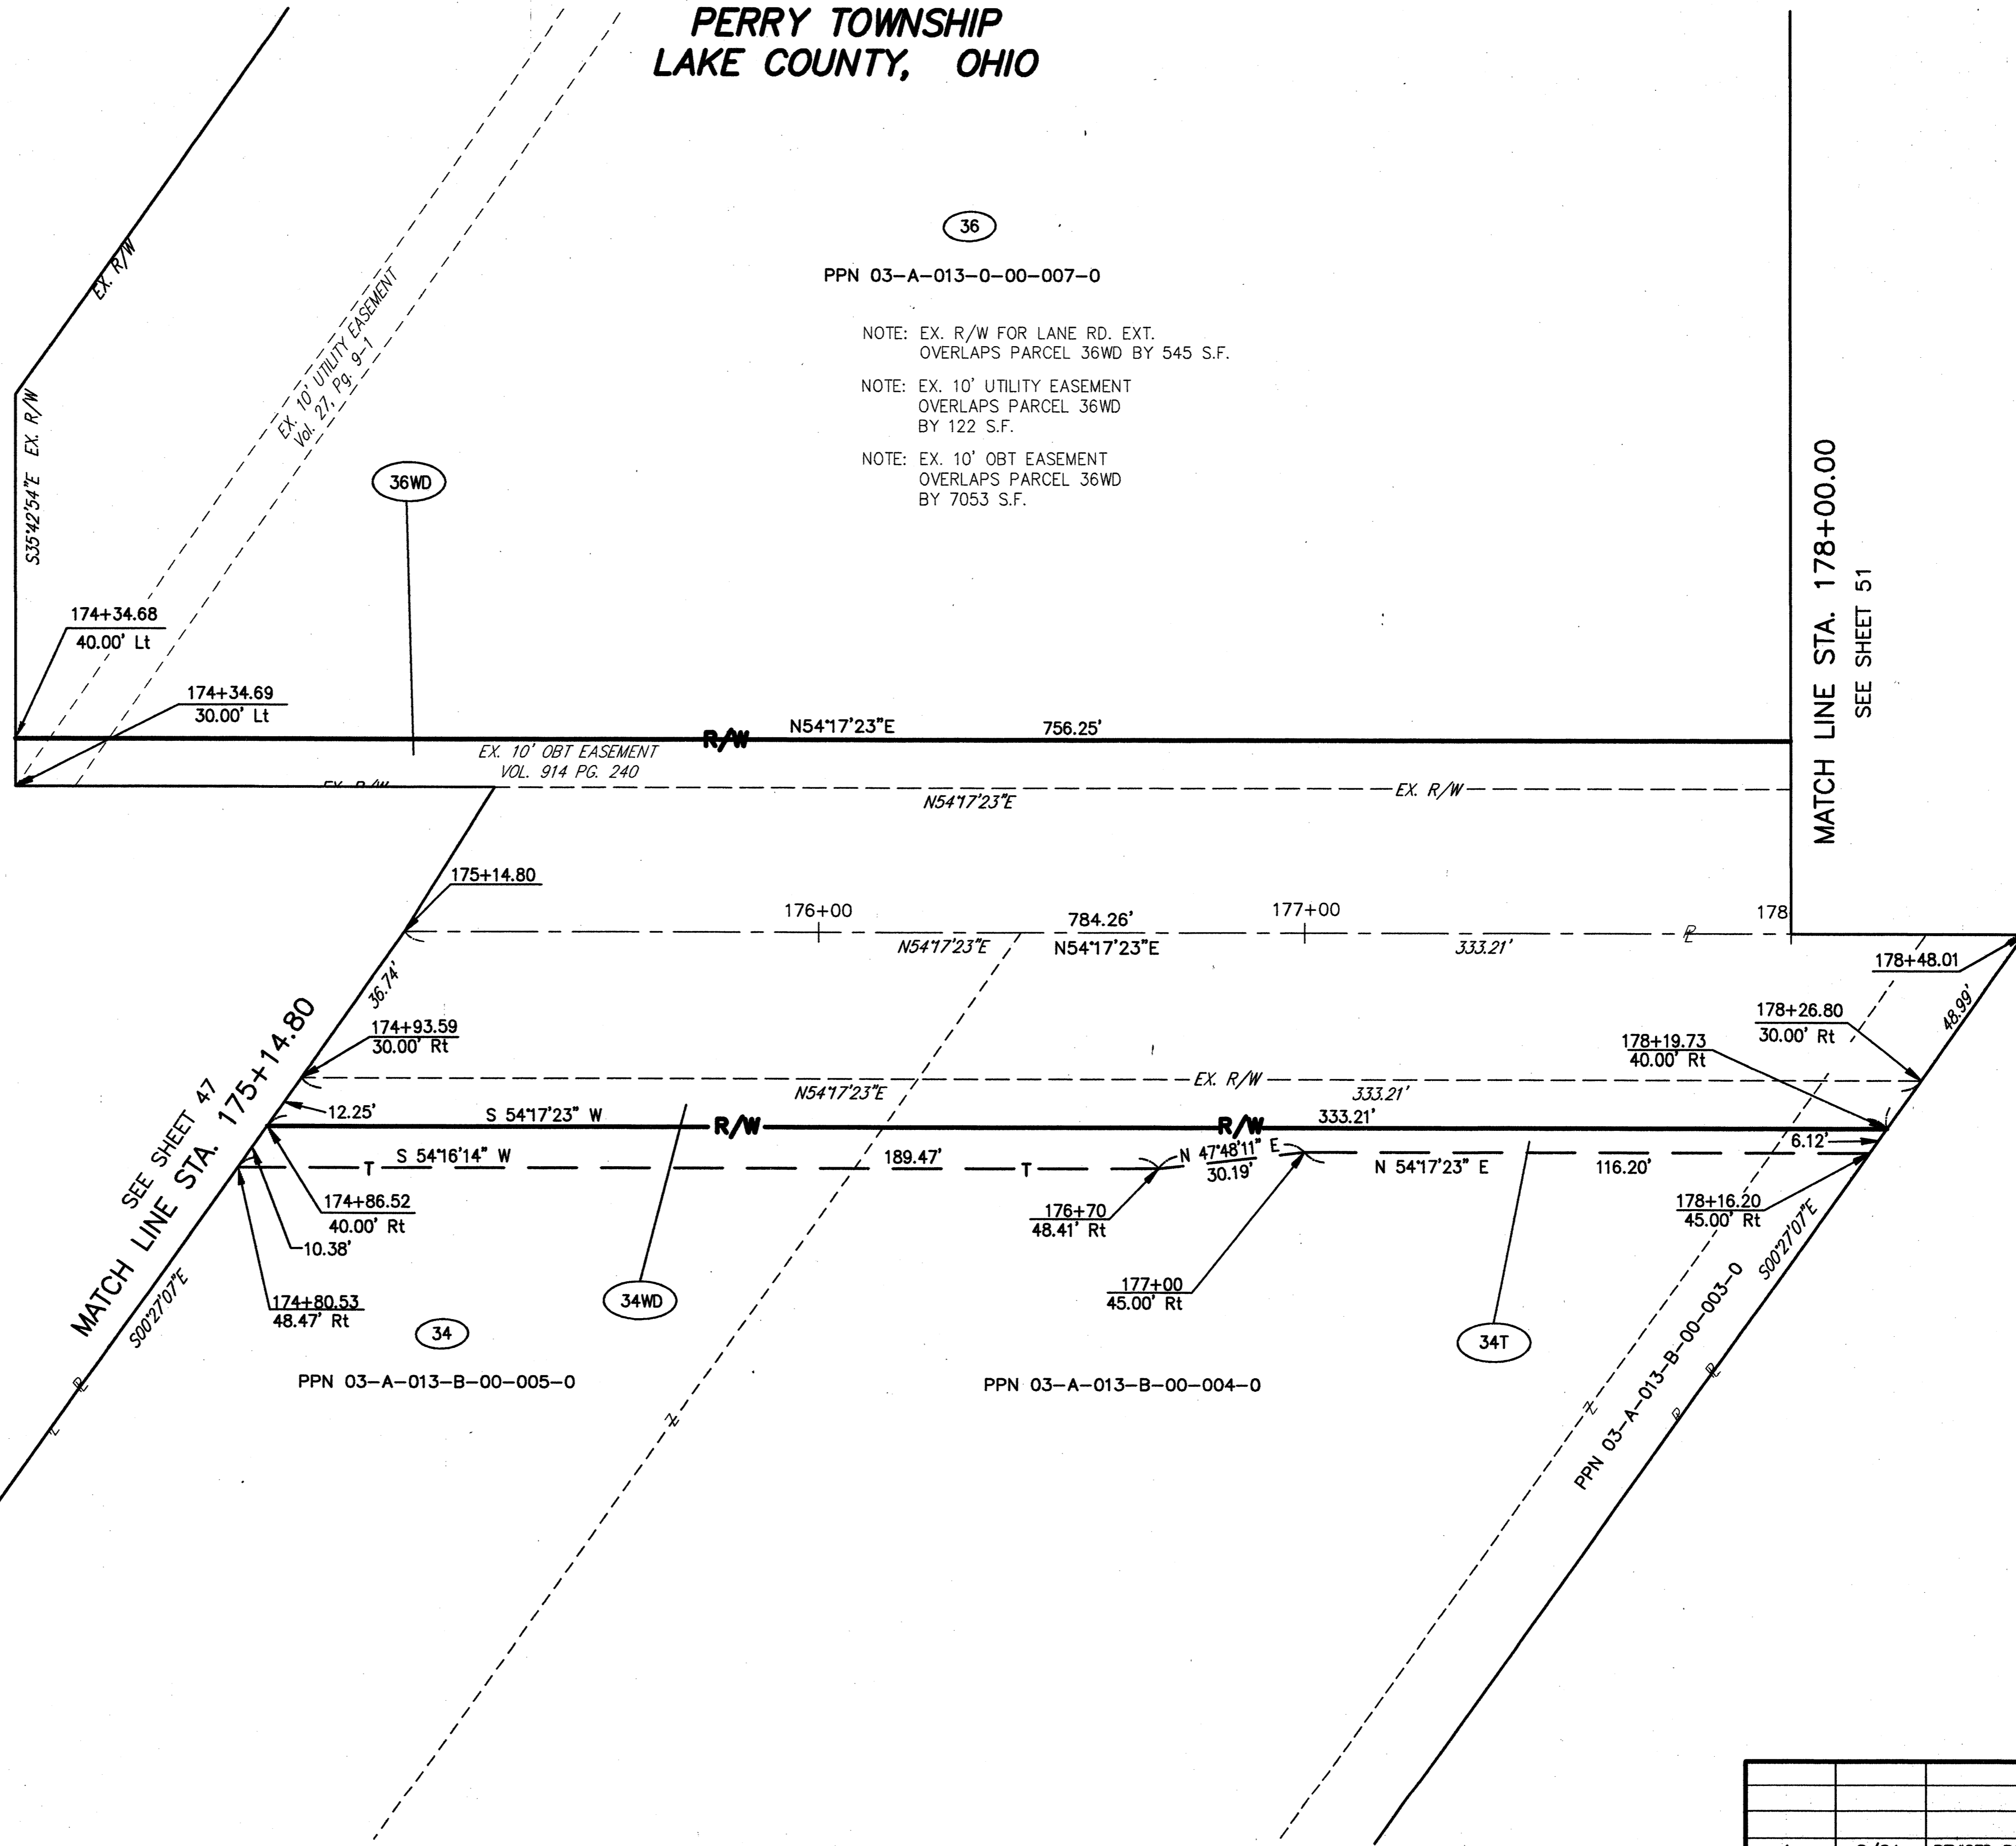 PERRY TOWNSHIP
LAKE COUNTY, OHIO
EX. R/W
EX. 10' UTILITY EASEMENT
Vol. 27, Pg. 9-1
36
PPN 03-A-013-0-00-007-0
NOTE: EX. R/W FOR LANE RD. EXT.
OVERLAPS PARCEL 36WD BY 545 S.F.
NOTE: EX. 10' UTILITY EASEMENT
OVERLAPS PARCEL 36WD
BY 122 S.F.
NOTE: EX. 10' OBT EASEMENT
OVERLAPS PARCEL 36WD
BY 7053 S.F.
S35°42'54"E EX. R/W
36WD
MATCH LINE STA. 178+00.00
SEE SHEET 51
174+34.68
40.00' Lt
174+34.69
30.00' Lt
R/W
N54°17'23"E
756.25'
EX. 10' OBT EASEMENT
VOL. 914 PG. 240
EX. R/W
N54°17'23"E
EX. R/W
175+14.80
176+00
784.26'
177+00
178
N54°17'23"E
N54°17'23"E
333.21'
178+48.01
36.74'
48.99'
174+93.59
30.00' Rt
178+26.80
30.00' Rt
178+19.73
40.00' Rt
SEE SHEET 47
MATCH LINE STA. 175+14.80
N54°17'23"E
EX. R/W
333.21'
12.25'
S 54°17'23" W
R/W
R/W
333.21'
6.12'
T
S 54°16'14" W
189.47'
T
N 47°48'11" E
30.19'
N 54°17'23" E
116.20'
174+86.52
40.00' Rt
10.38'
176+70
48.41' Rt
178+16.20
45.00' Rt
S00°27'07"E
S00°27'07"E
174+80.53
48.47' Rt
34WD
177+00
45.00' Rt
34
34T
PPN 03-A-013-B-00-005-0
PPN 03-A-013-B-00-004-0
PPN 03-A-013-B-00-003-0